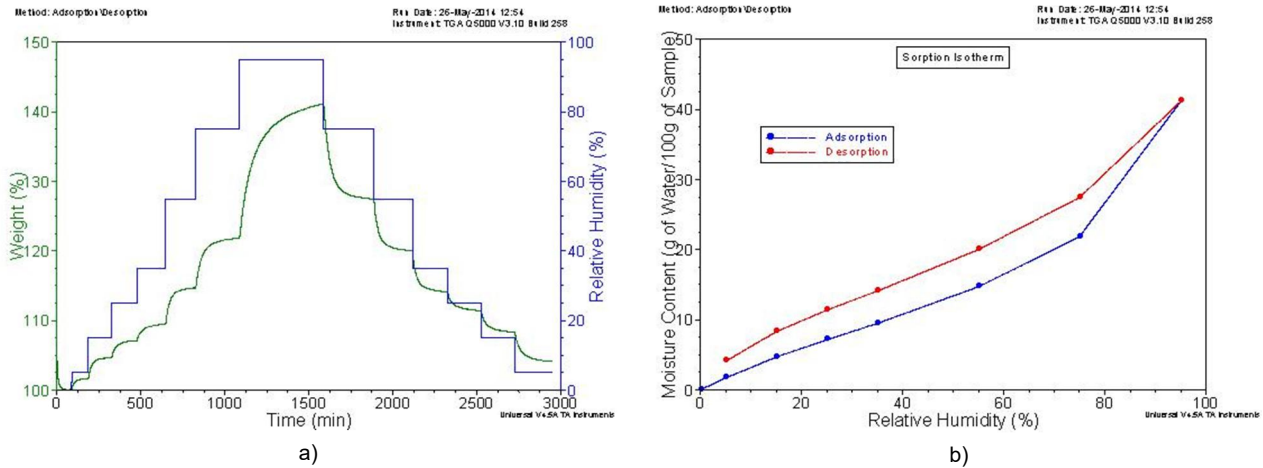 Method: Adsorption\Desorption
Run Date: 26-May-2014 12:54
Instrument: TGA Q5000 V3.10 Build 258
150
140
130
120
110
100
Weight (%)
100
80
60
40
20
0
Relative Humidity (%)
0
500
1000
1500
2000
2500
3000
Time (min)
Universal V4.5A TA Instruments
a)
Method: Adsorption\Desorption
Run Date: 26-May-2014 12:54
Instrument: TGA Q5000 V3.10 Build 258
Sorption Isotherm
Adsorption
Desorption
50
40
30
20
10
0
Moisture Content (g of Water/100g of Sample)
0
20
40
60
80
100
Relative Humidity (%)
Universal V4.5A TA Instruments
b)